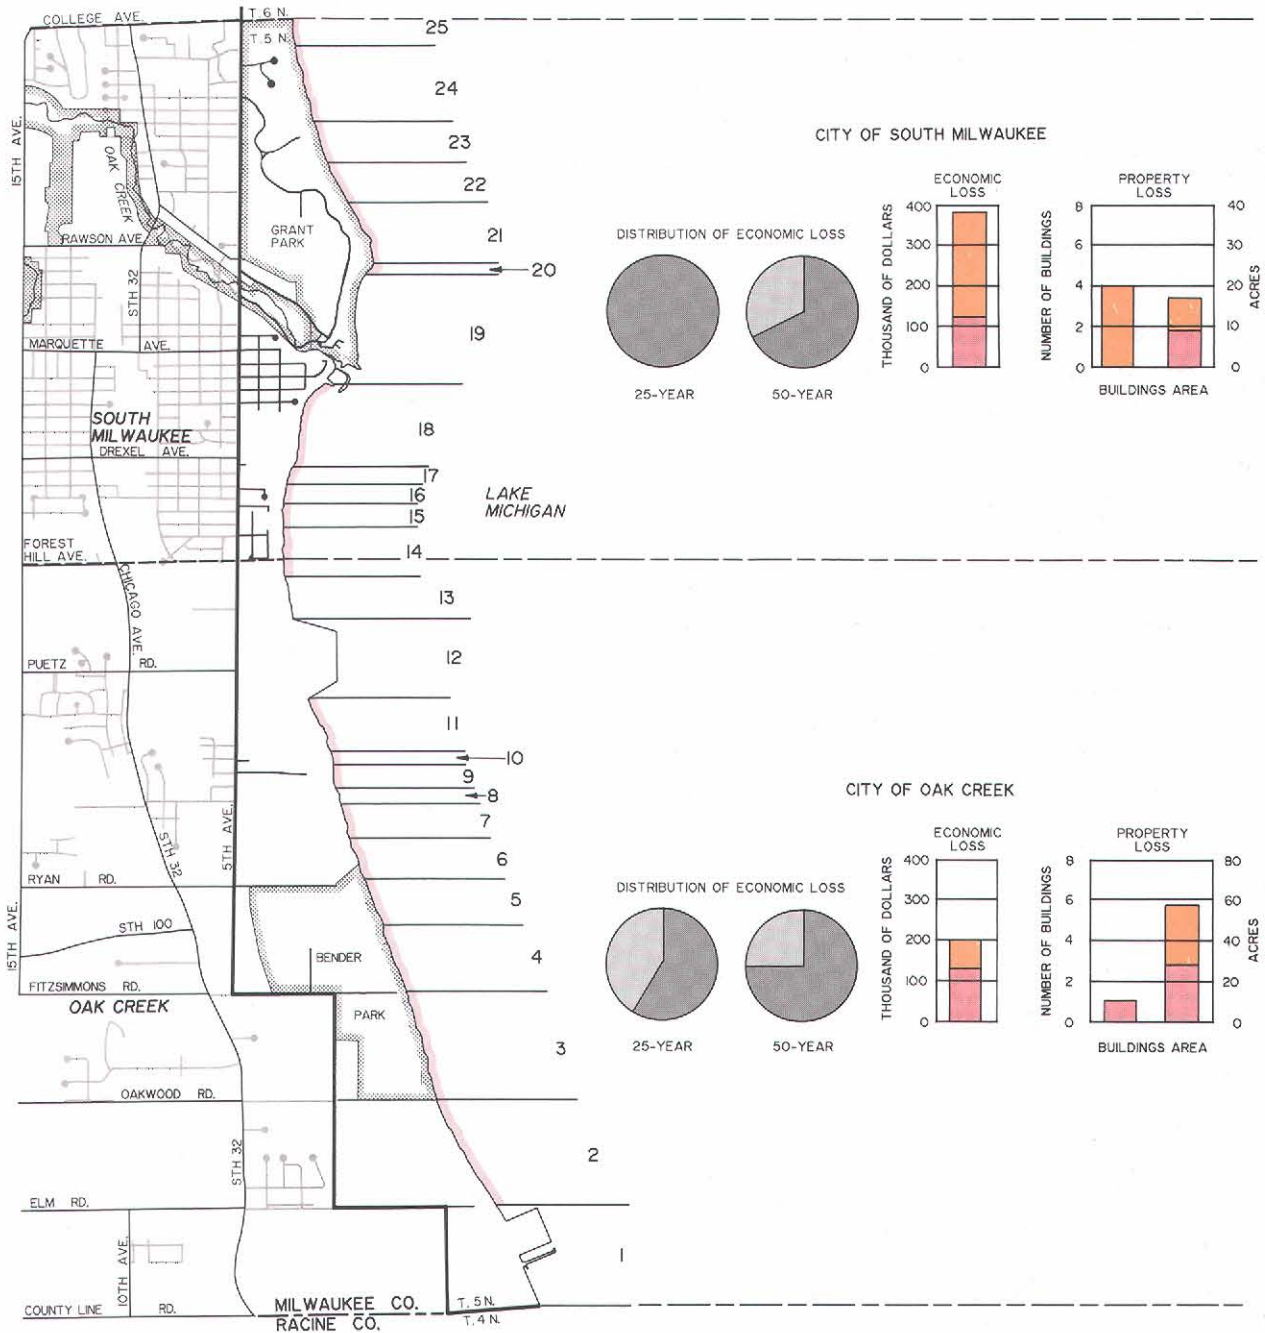 COLLEGE AVE.
T. 6 N.
T. 5 N.
25
24
23
22
21
20
19
18
17
16
15
14
13
12
11
10
9
8
7
6
5
4
3
2
1
15TH AVE.
OAK CREEK
GRANT
PARK
RAWSON AVE.
STH 32
MARQUETTE AVE.
SOUTH
MILWAUKEE
DREXEL AVE.
LAKE
MICHIGAN
FOREST
HILL AVE.
CHICAGO AVE.
PUETZ RD.
5TH AVE.
STH 32
RYAN RD.
15TH AVE.
STH 100
BENDER
FITZSIMMONS RD.
OAK CREEK
PARK
OAKWOOD RD.
STH 32
ELM RD.
10TH AVE.
COUNTY LINE RD.
MILWAUKEE CO.
RACINE CO.
T. 5 N.
T. 4 N.
CITY OF SOUTH MILWAUKEE
DISTRIBUTION OF ECONOMIC LOSS
25-YEAR
50-YEAR
ECONOMIC
LOSS
THOUSAND OF DOLLARS
400
300
200
100
0
PROPERTY
LOSS
NUMBER OF BUILDINGS
8
6
4
2
0
40
30
20
10
0
ACRES
BUILDINGS AREA
CITY OF OAK CREEK
DISTRIBUTION OF ECONOMIC LOSS
25-YEAR
50-YEAR
ECONOMIC
LOSS
THOUSAND OF DOLLARS
400
300
200
100
0
PROPERTY
LOSS
NUMBER OF BUILDINGS
8
6
4
2
0
80
60
40
20
0
ACRES
BUILDINGS AREA